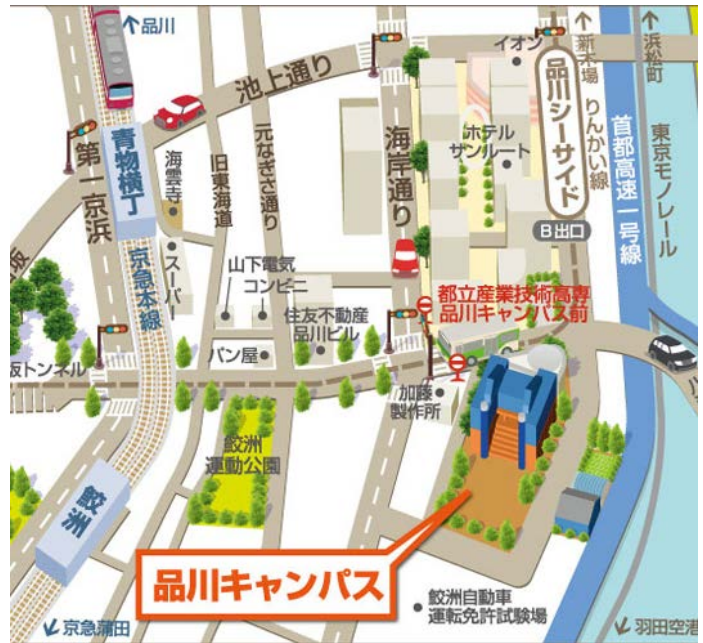 品川
イオン
新木場
浜松町
池上通り
品川シーサイド
りんかい線
首都高速一号線
東京モノレール
青物横丁
第一京浜
海雲寺
旧東海道
元なぎさ通り
海岸通り
ホテル
サンルート
B出口
京急本線
スーパー
山下電気
コンビニ
住友不動産
品川ビル
都立産業技術高専
品川キャンパス前
パン屋
坂トンネル
加藤
製作所
鮫洲
運動公園
鮫洲
品川キャンパス
鮫洲自動車
運転免許試験場
京急蒲田
羽田空港